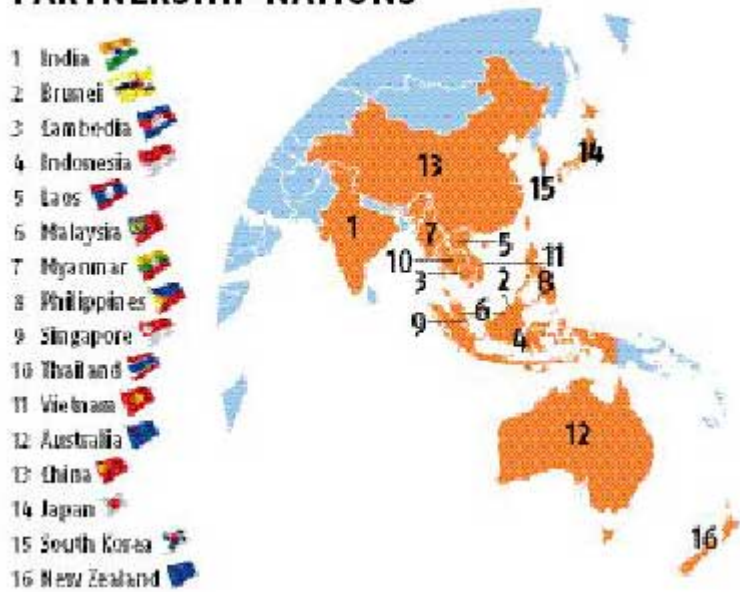 PARTNERSHIP NATIONS
1 India
2 Brunei
3 Cambodia
4 Indonesia
5 Laos
6 Malaysia
7 Myanmar
8 Philippines
9 Singapore
10 Thailand
11 Vietnam
12 Australia
13 China
14 Japan
15 South Korea
16 New Zealand
13
14
15
1
7
5
10
11
3
2
8
6
9
4
12
16